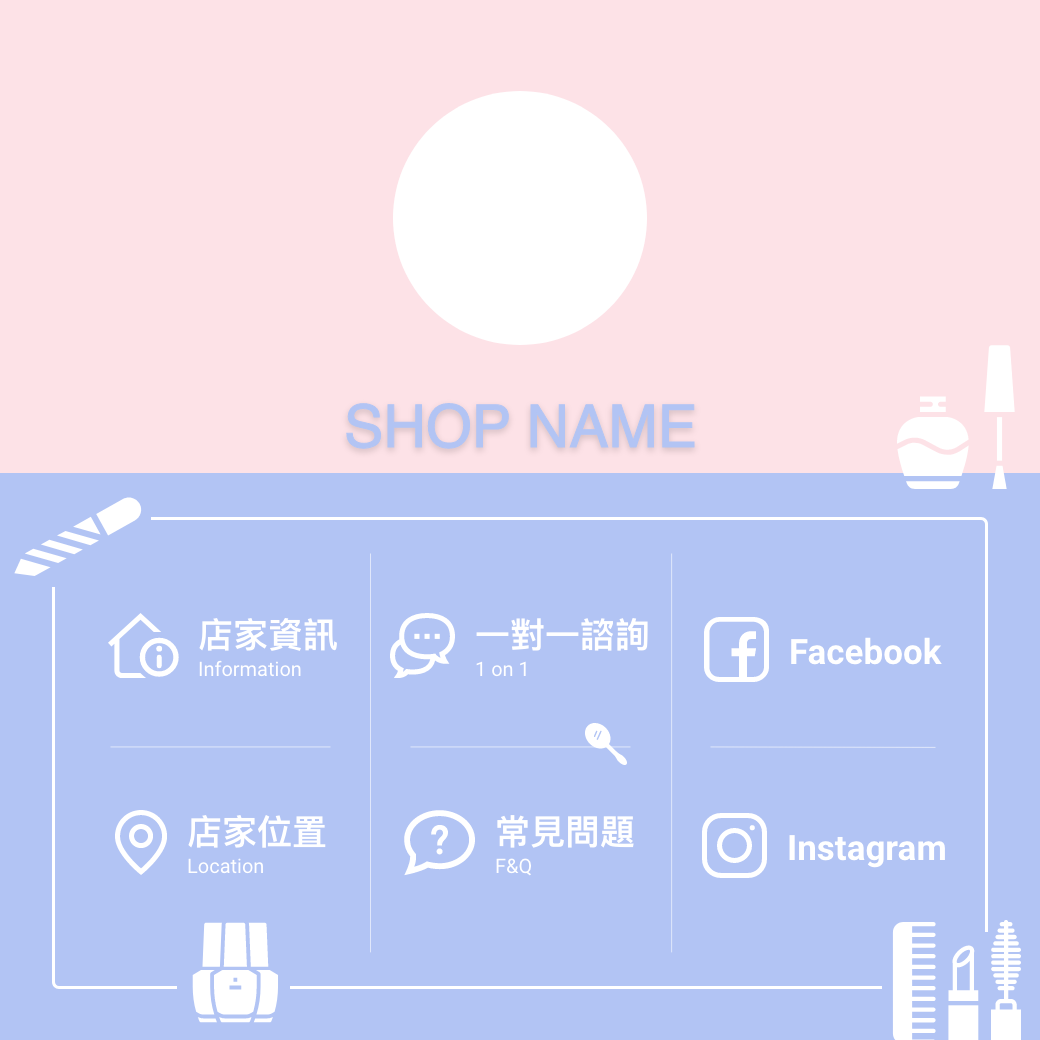 SHOP NAME
店家資訊
Information
一對一諮詢
1 on 1
Facebook
店家位置
Location
常見問題
F&Q
Instagram